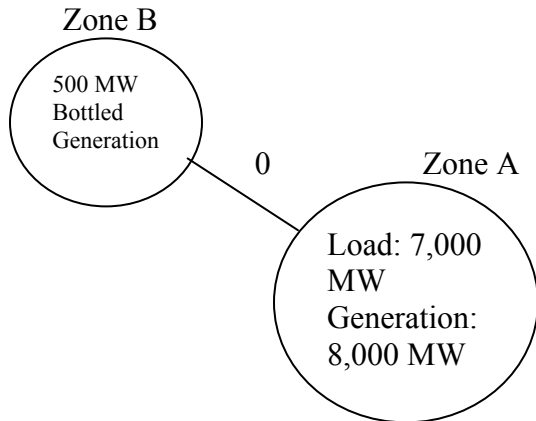 Zone B
500 MW
Bottled
Generation
0
Zone A
Load: 7,000
MW
Generation:
8,000 MW